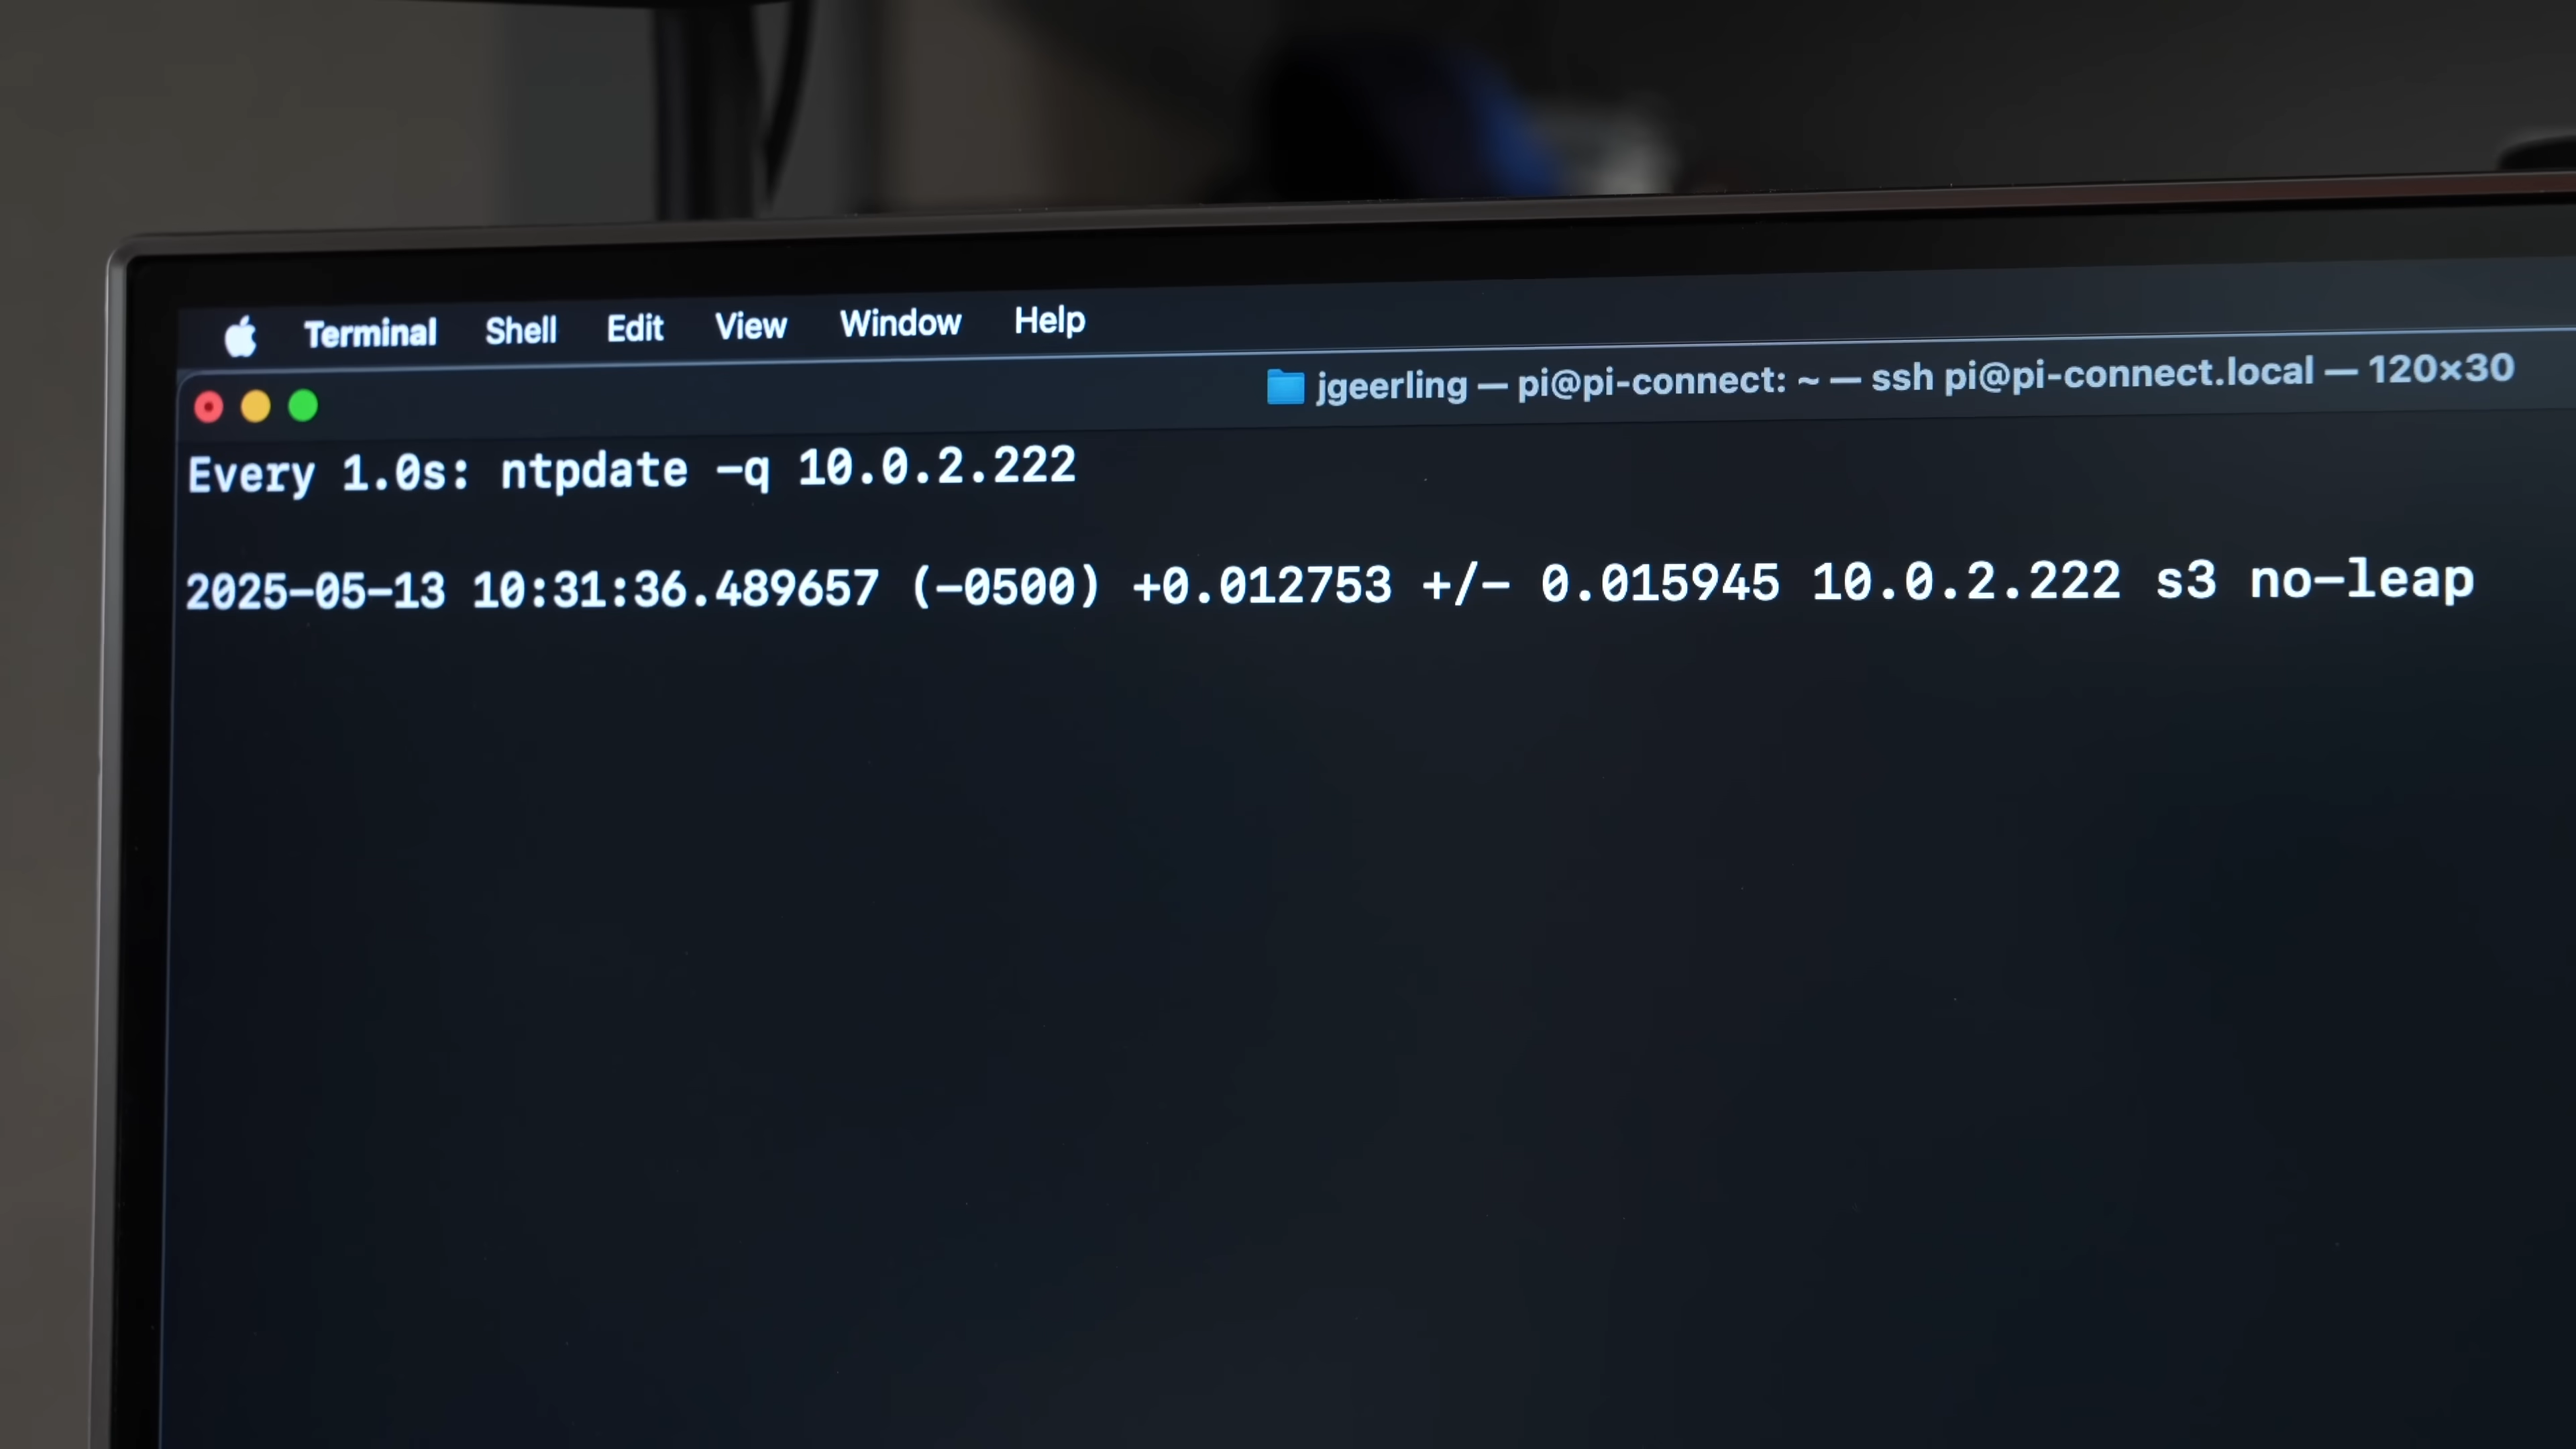 Terminal Shell Edit View Window Help
jgeerling — pi@pi-connect: ~ — ssh pi@pi-connect.local — 120×30
Every 1.0s: ntpdate -q 10.0.2.222
2025-05-13 10:31:36.489657 (-0500) +0.012753 +/- 0.015945 10.0.2.222 s3 no-leap